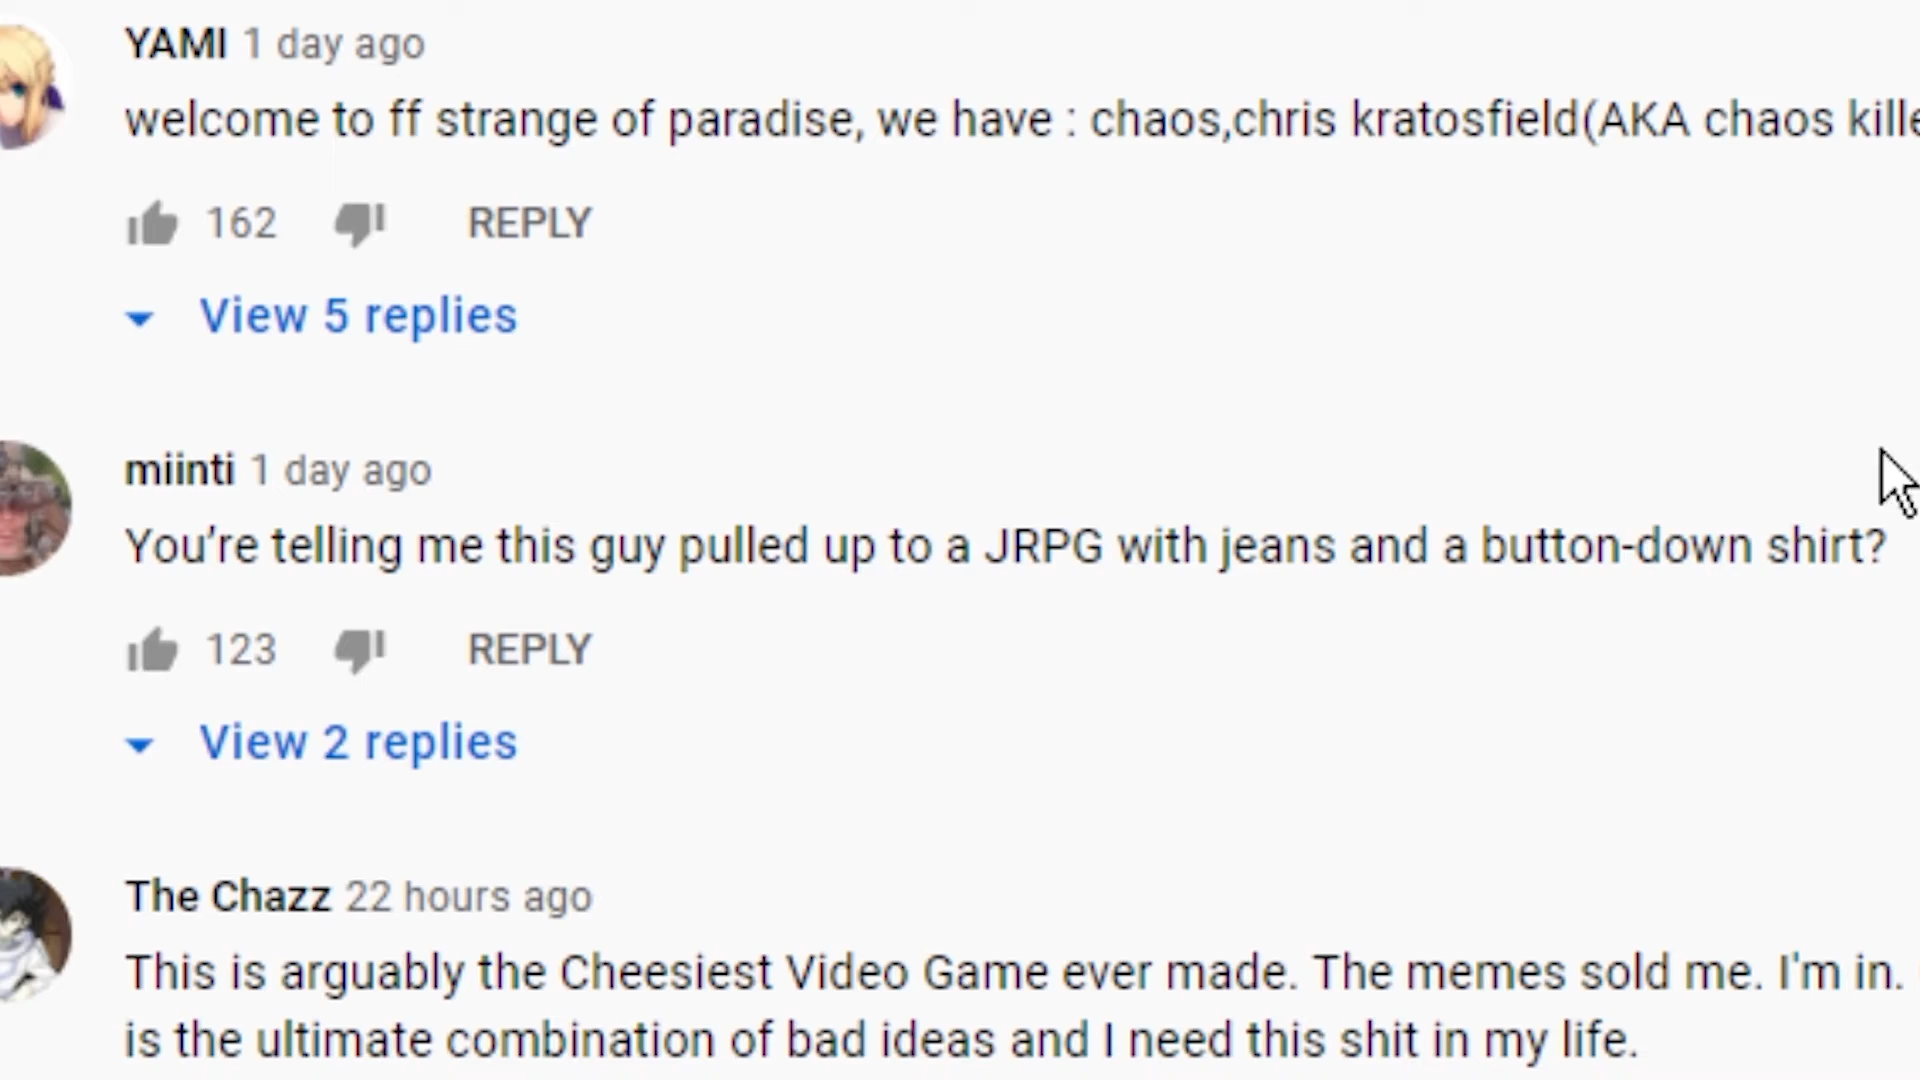 YAMI 1 day ago
welcome to ff strange of paradise, we have : chaos,chris kratosfield(AKA chaos kille
162 REPLY
View 5 replies
miinti 1 day ago
You're telling me this guy pulled up to a JRPG with jeans and a button-down shirt?
123 REPLY
View 2 replies
The Chazz 22 hours ago
This is arguably the Cheesiest Video Game ever made. The memes sold me. I'm in.
is the ultimate combination of bad ideas and I need this shit in my life.